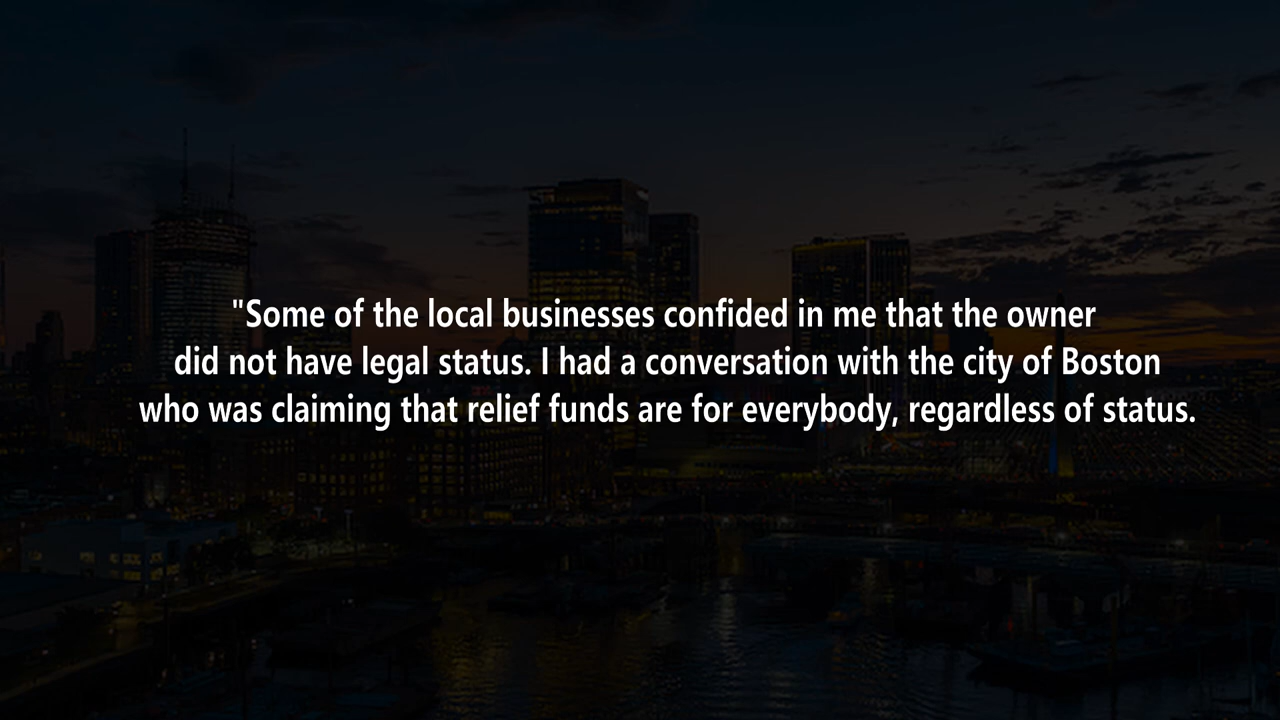 "Some of the local businesses confided in me that the owner
did not have legal status. I had a conversation with the city of Boston
who was claiming that relief funds are for everybody, regardless of status.